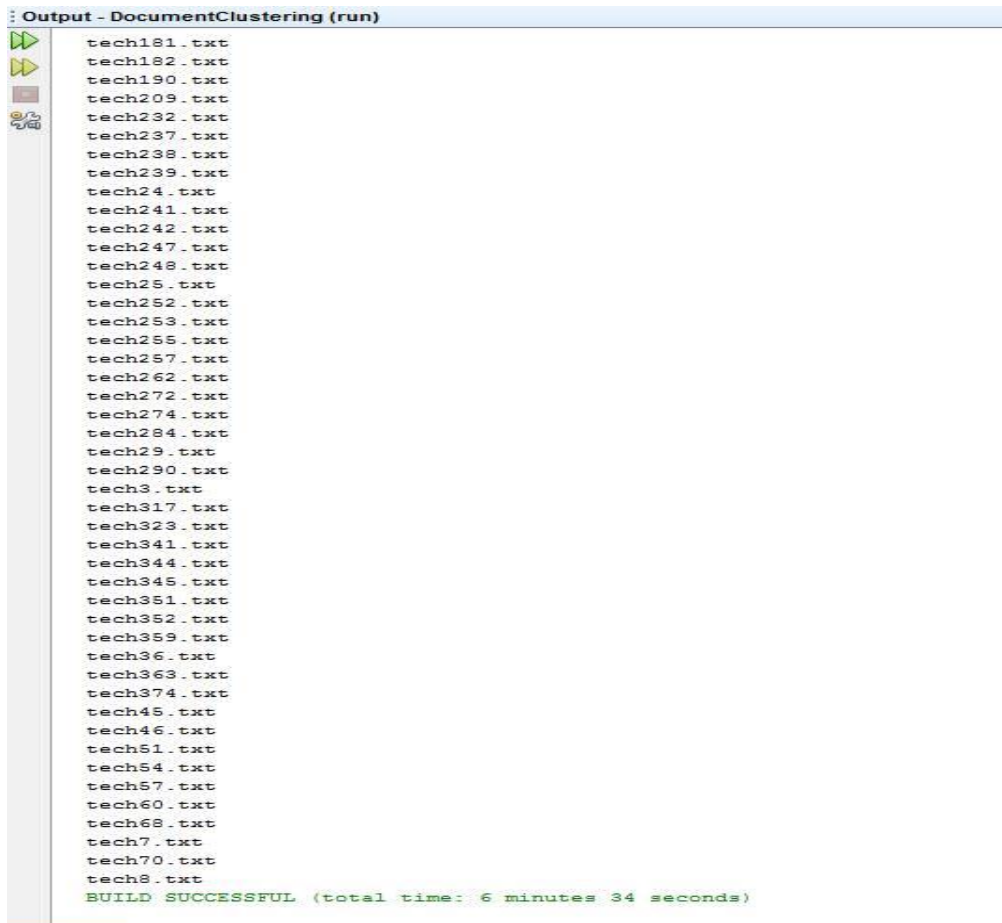 Output - DocumentClustering (run)
tech181.txt
tech182.txt
tech190.txt
tech209.txt
tech232.txt
tech237.txt
tech238.txt
tech239.txt
tech24.txt
tech241.txt
tech242.txt
tech247.txt
tech248.txt
tech25.txt
tech252.txt
tech253.txt
tech255.txt
tech257.txt
tech262.txt
tech272.txt
tech274.txt
tech284.txt
tech29.txt
tech290.txt
tech3.txt
tech317.txt
tech323.txt
tech341.txt
tech344.txt
tech345.txt
tech351.txt
tech352.txt
tech359.txt
tech36.txt
tech363.txt
tech374.txt
tech45.txt
tech46.txt
tech51.txt
tech54.txt
tech57.txt
tech60.txt
tech68.txt
tech7.txt
tech70.txt
tech8.txt
BUILD SUCCESSFUL (total time: 6 minutes 34 seconds)